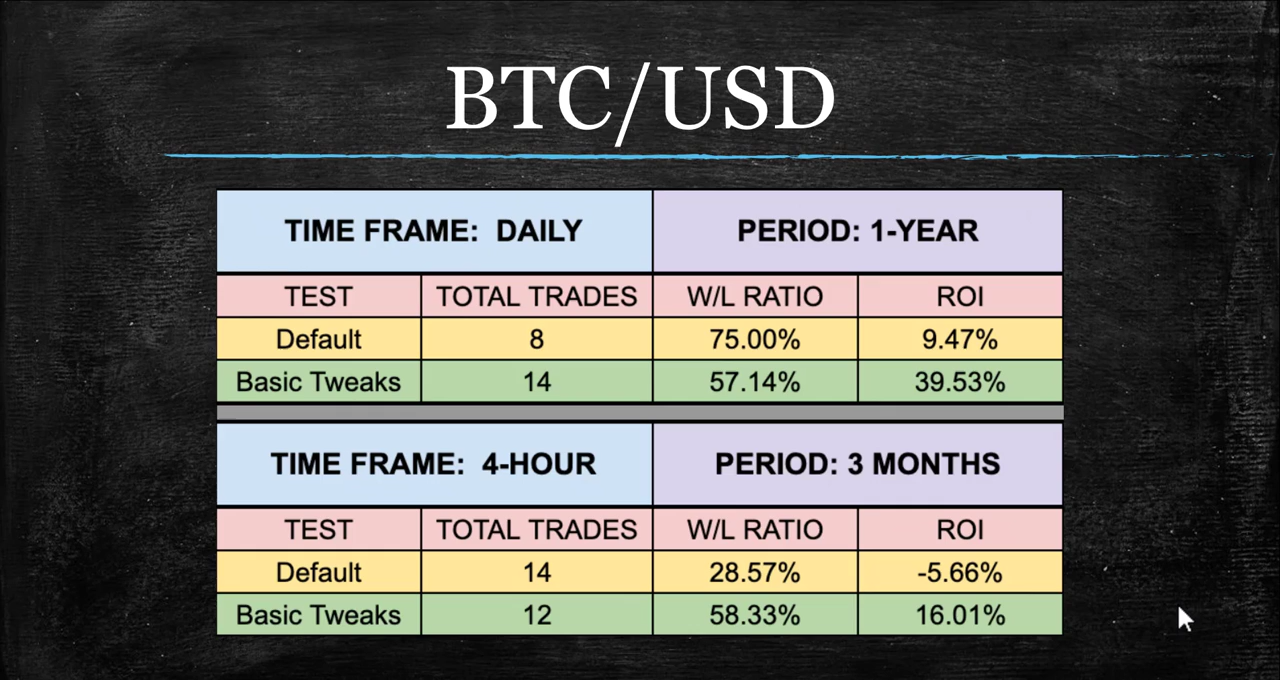 BTC/USD
TIME FRAME: DAILY PERIOD: 1-YEAR
TEST TOTAL TRADES W/L RATIO ROI
Default 8 75.00% 9.47%
Basic Tweaks 14 57.14% 39.53%
TIME FRAME: 4-HOUR PERIOD: 3 MONTHS
TEST TOTAL TRADES W/L RATIO ROI
Default 14 28.57% -5.66%
Basic Tweaks 12 58.33% 16.01%